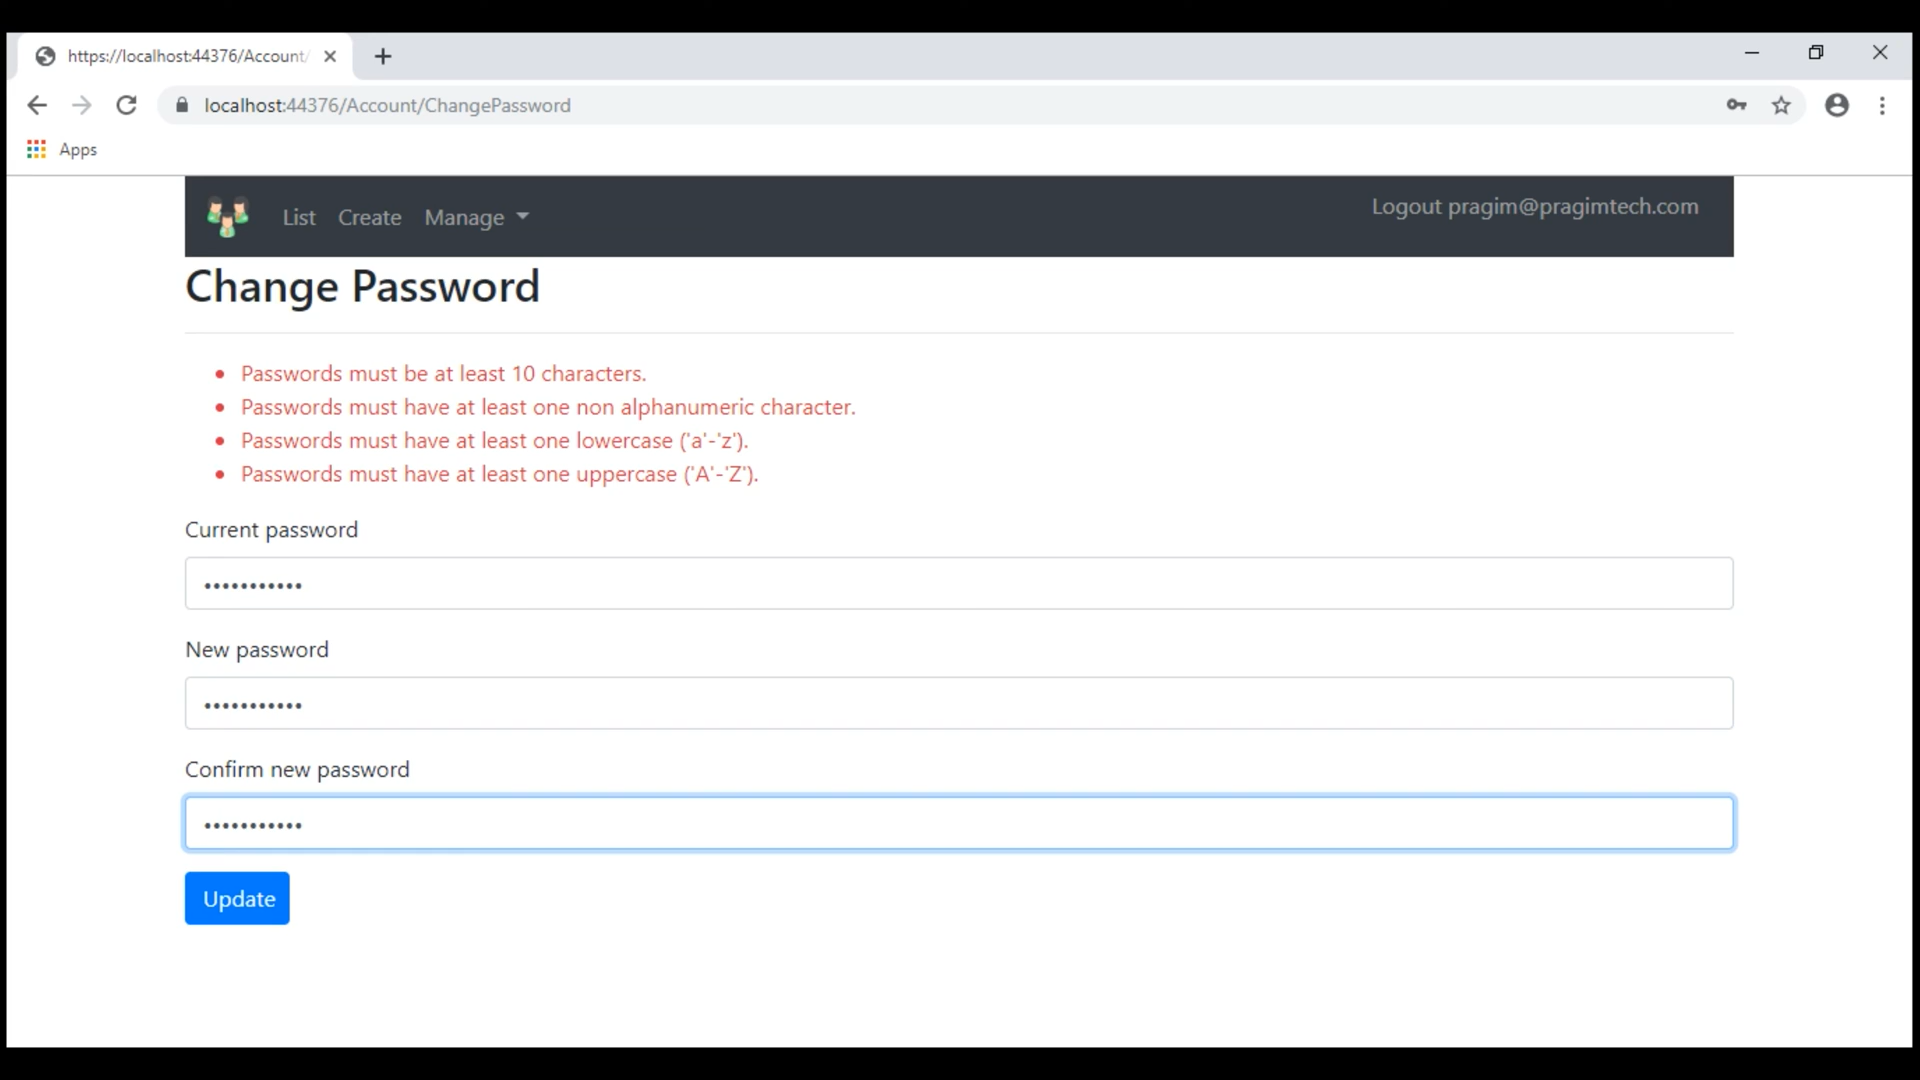 https://localhost:44376/Account/
localhost:44376/Account/ChangePassword
Apps
List Create Manage
Logout pragim@pragimtech.com
Change Password
Passwords must be at least 10 characters.
Passwords must have at least one non alphanumeric character.
Passwords must have at least one lowercase ('a'-'z').
Passwords must have at least one uppercase ('A'-'Z').
Current password
New password
Confirm new password
Update